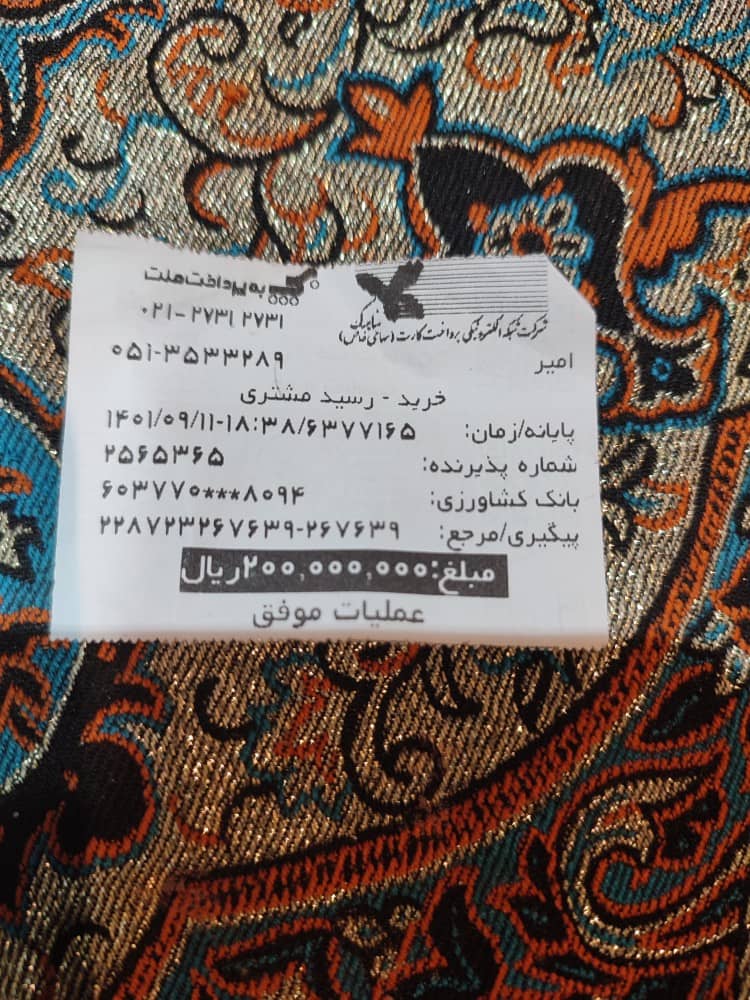 به پرداخت ملت
۰۲۱-۲۷۳۱ ۲۷۳۱
شرکت شبکه الکترونیکی پرداخت کارت (سهامی خاص)
امیر ۰۵۱-۳۵۳۳۲۸۹
خرید - رسید مشتری
پایانه/زمان: ۱۴۰۱/۰۹/۱۱-۱۸:۳۸/۶۳۷۷۱۶۵
شماره پذیرنده: ۲۵۶۵۳۶۵
بانک کشاورزی: ۶۰۳۷۷۰***۸۰۹۴
پیگیری/مرجع: ۲۲۸۷۲۳۲۶۷۶۳۹-۲۶۷۶۳۹
مبلغ:۲۰۰,۰۰۰,۰۰۰ریال
عملیات موفق